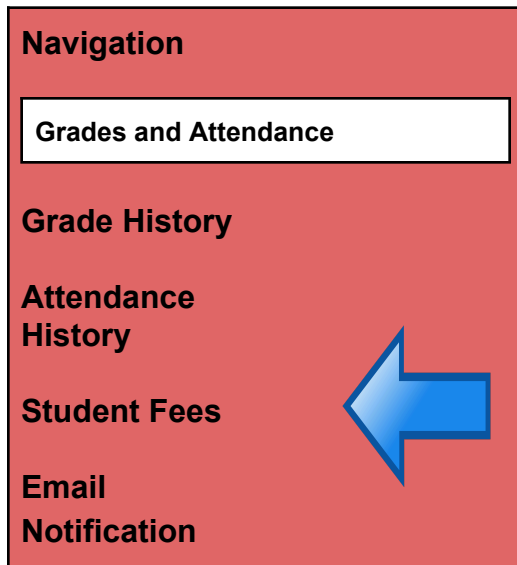 Navigation
Grades and Attendance
Grade History
Attendance
History
Student Fees
Email
Notification